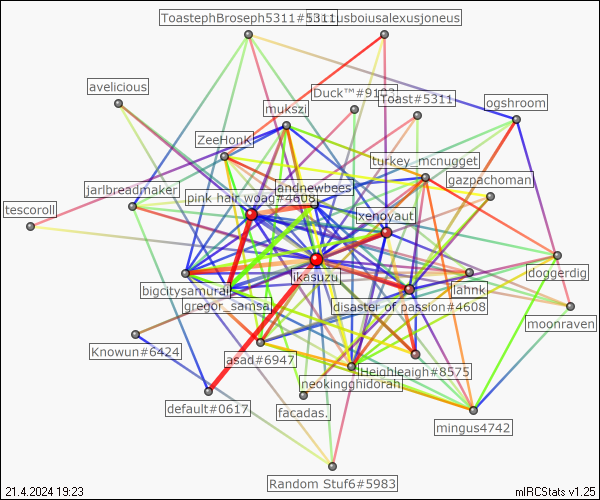 ToastephBroseph5311#5311
usboiusalexusjoneus
avelicious
Duck™#9103
Toast#5311
ogshroom
mukszi
ZeeHonK
turkey_mcnugget
gazpachoman
jarlbreadmaker
pink hair woag#4608
andnewbees
xenoyaut
tescoroll
ikasuzu
bigcitysamurai
gregor_samsa
disaster of passion#4608
lahnk
doggerdig
moonraven
Knowun#6424
asad#6947
Heighleigh#8575
neokingghidorah
default#0617
facadas.
mingus4742
Random Stuf6#5983
21.4.2024 19:23
mIRCStats v1.25